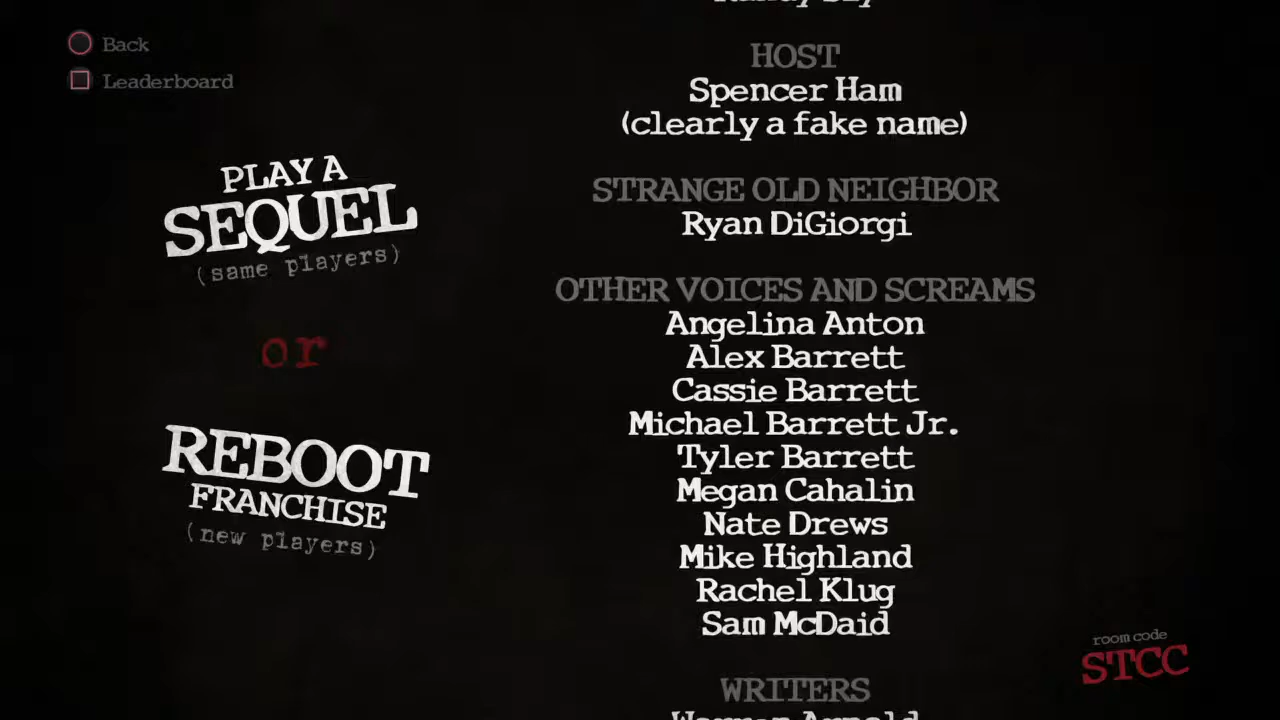 Back
Leaderboard
PLAY A
SEQUEL
(same players)
or
REBOOT
FRANCHISE
(new players)
HOST
Spencer Ham
(clearly a fake name)
STRANGE OLD NEIGHBOR
Ryan DiGiorgi
OTHER VOICES AND SCREAMS
Angelina Anton
Alex Barrett
Cassie Barrett
Michael Barrett Jr.
Tyler Barrett
Megan Cahalin
Nate Drews
Mike Highland
Rachel Klug
Sam McDaid
WRITERS
room code
STCC